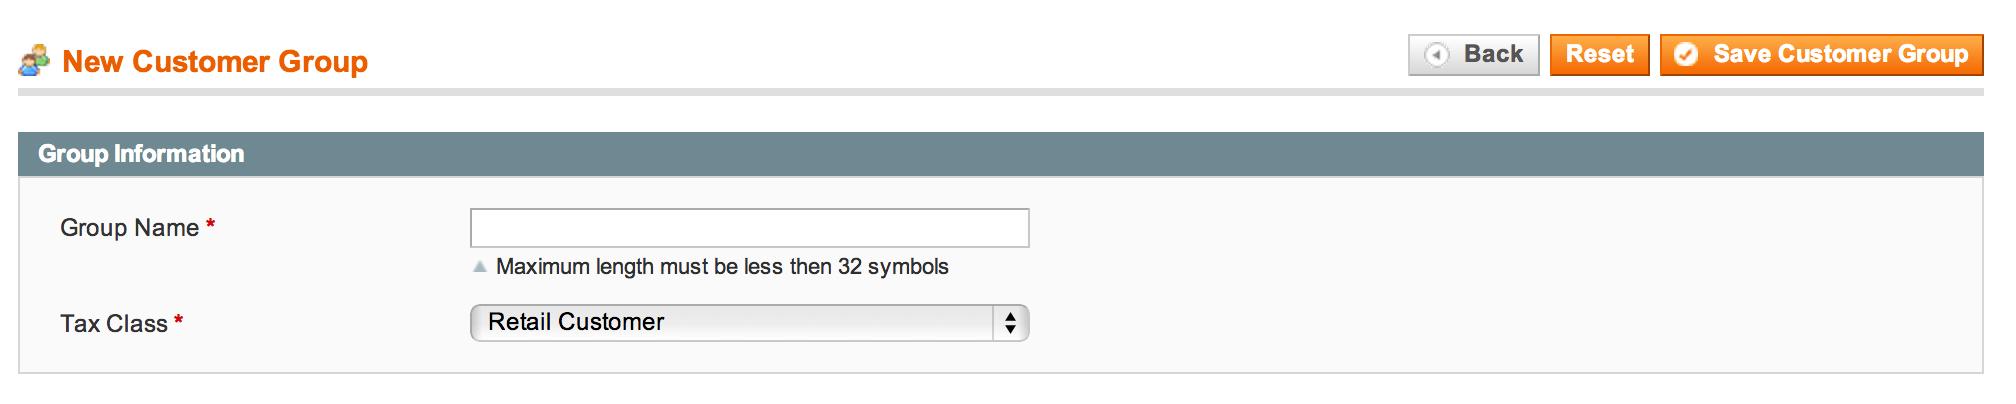 New Customer Group
Back
Reset
Save Customer Group
Group Information
Group Name *
Maximum length must be less then 32 symbols
Tax Class *
Retail Customer